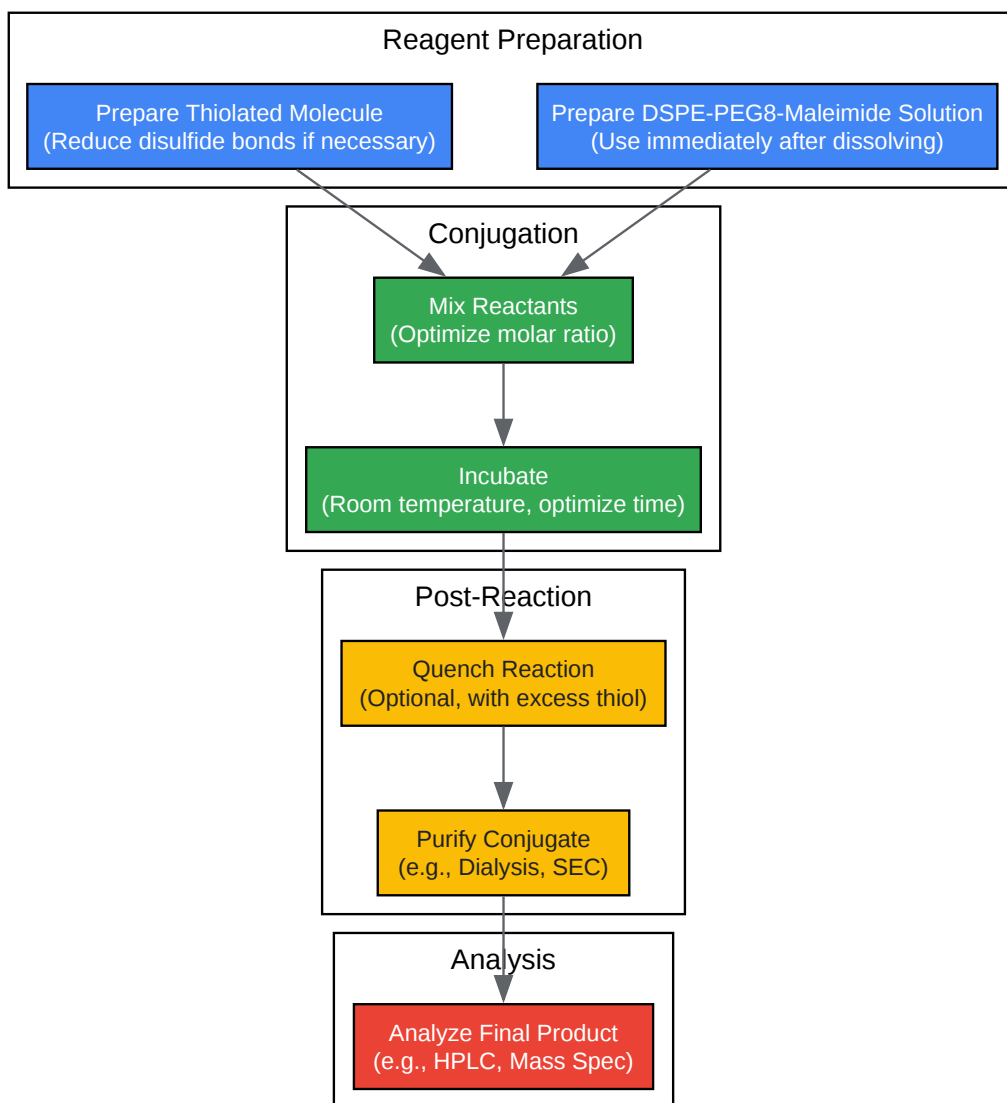 Reagent Preparation
Prepare Thiolated Molecule
(Reduce disulfide bonds if necessary)
Prepare DSPE-PEG8-Maleimide Solution
(Use immediately after dissolving)
Conjugation
Mix Reactants
(Optimize molar ratio)
Incubate
(Room temperature, optimize time)
Post-Reaction
Quench Reaction
(Optional, with excess thiol)
Purify Conjugate
(e.g., Dialysis, SEC)
Analysis
Analyze Final Product
(e.g., HPLC, Mass Spec)